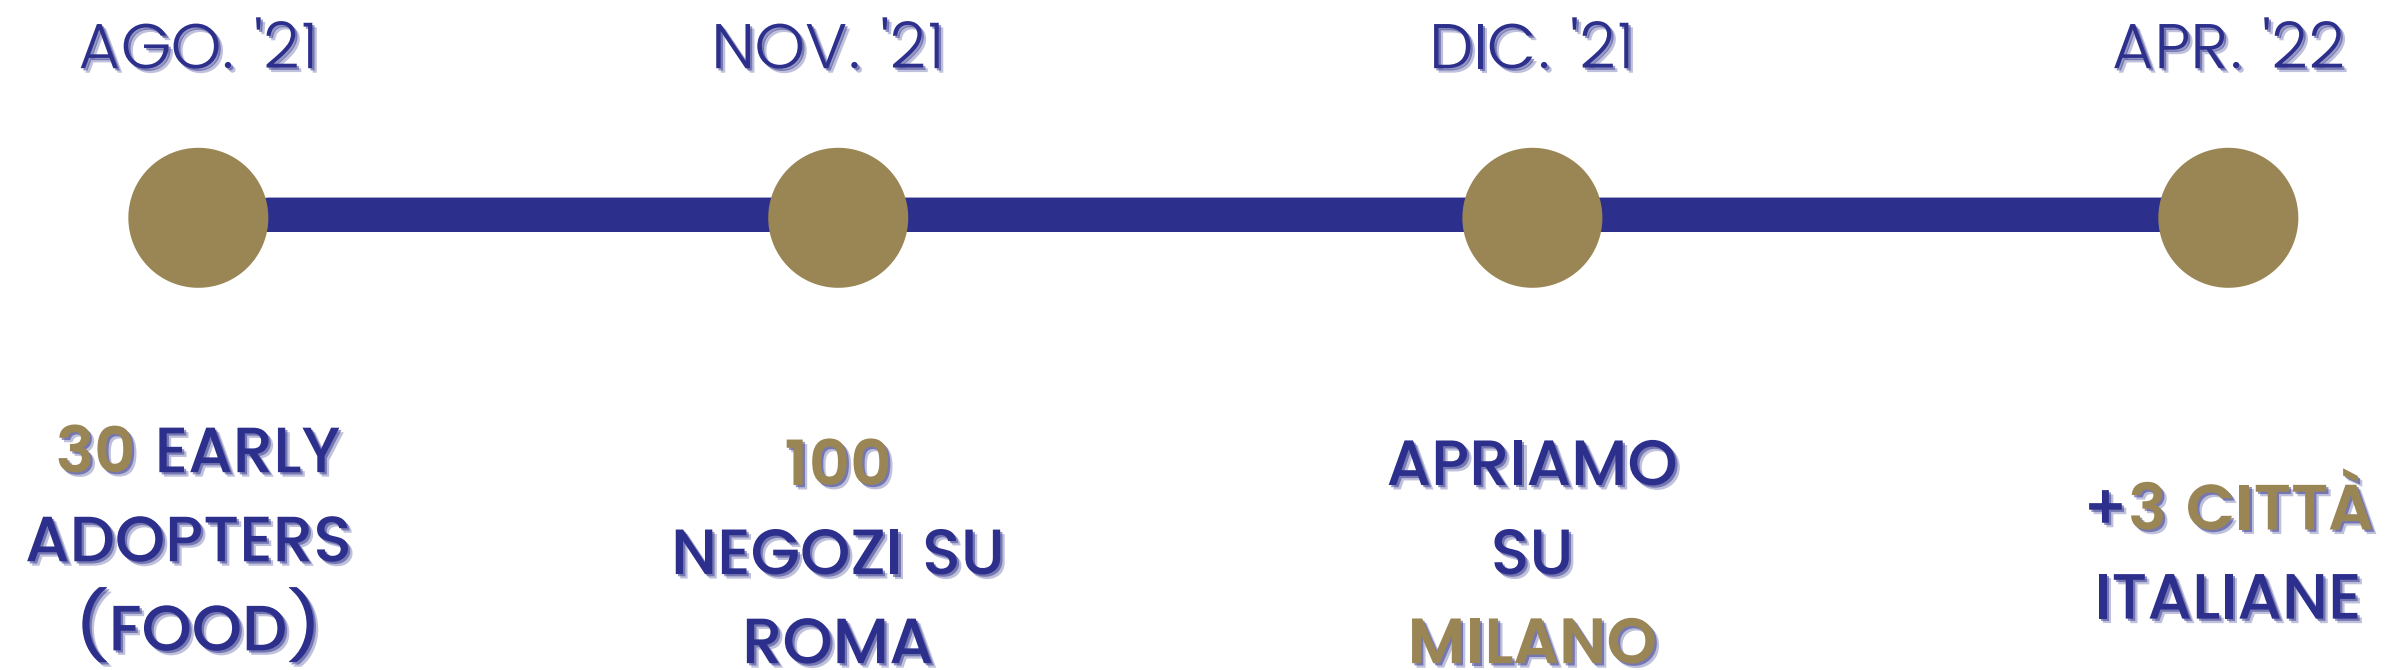 AGO. '21
NOV. '21
DIC. '21
APR. '22
30 EARLY
ADOPTERS
(FOOD)
100
NEGOZI SU
ROMA
APRIAMO
SU
MILANO
+3 CITTÀ
ITALIANE